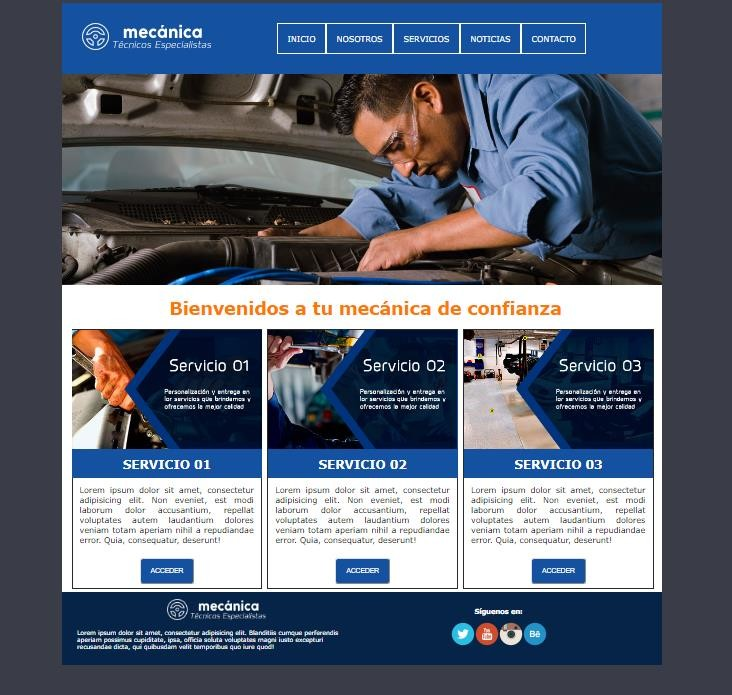 mecánica
Técnicos Especialistas
INICIO
NOSOTROS
SERVICIOS
NOTICIAS
CONTACTO
Bienvenidos a tu mecánica de confianza
Servicio 01
Personalización y entrega en
los servicios que brindamos y
ofrecemos la mejor calidad
SERVICIO 01
Lorem ipsum dolor sit amet, consectetur
adipisicing elit. Non eveniet, est modi
laborum dolor accusantium, repellat
voluptates autem laudantium dolores
veniam totam aperiam nihil a repudiandae
error. Quia, consequatur, deserunt!
ACCEDER
Servicio 02
Personalización y entrega en
los servicios que brindamos y
ofrecemos la mejor calidad
SERVICIO 02
Lorem ipsum dolor sit amet, consectetur
adipisicing elit. Non eveniet, est modi
laborum dolor accusantium, repellat
voluptates autem laudantium dolores
veniam totam aperiam nihil a repudiandae
error. Quia, consequatur, deserunt!
ACCEDER
Servicio 03
Personalización y entrega en
los servicios que brindamos y
ofrecemos la mejor calidad
SERVICIO 03
Lorem ipsum dolor sit amet, consectetur
adipisicing elit. Non eveniet, est modi
laborum dolor accusantium, repellat
voluptates autem laudantium dolores
veniam totam aperiam nihil a repudiandae
error. Quia, consequatur, deserunt!
ACCEDER
mecánica
Técnicos Especialistas
Lorem ipsum dolor sit amet, consectetur adipisicing elit. Blanditiis cumque perferendis
aperiam possimus cupiditate, ipsa, officia soluta voluptates magni iusto excepturi
recusandae dicta, qui quibusdam velit temporibus quo iure quod!
Síguenos en:
You
Tube
Bē